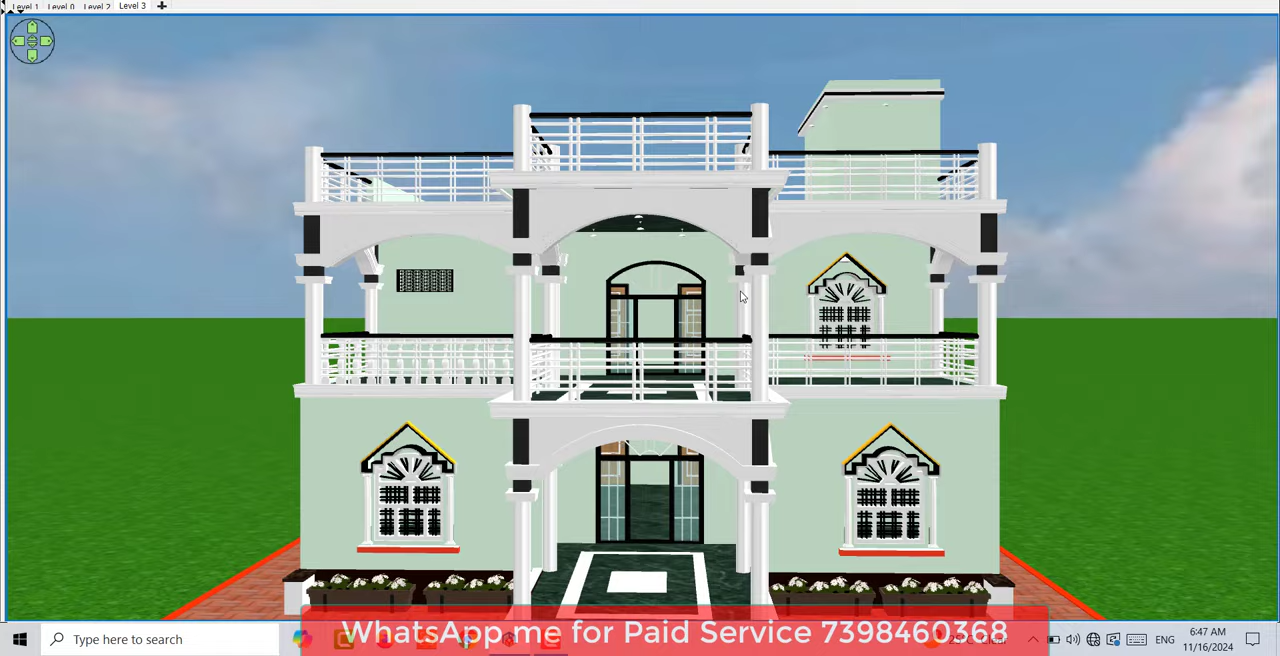 Level 1 Level 0 Level 2 Level 3
WhatsApp me for Paid Service 7398460368
Type here to search
ENG
6:47 AM
11/16/2024